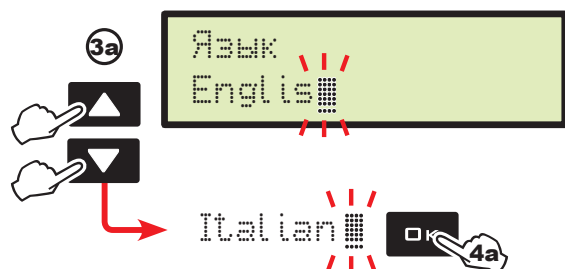 3a
Язык
Englis
Italian
OK
4a